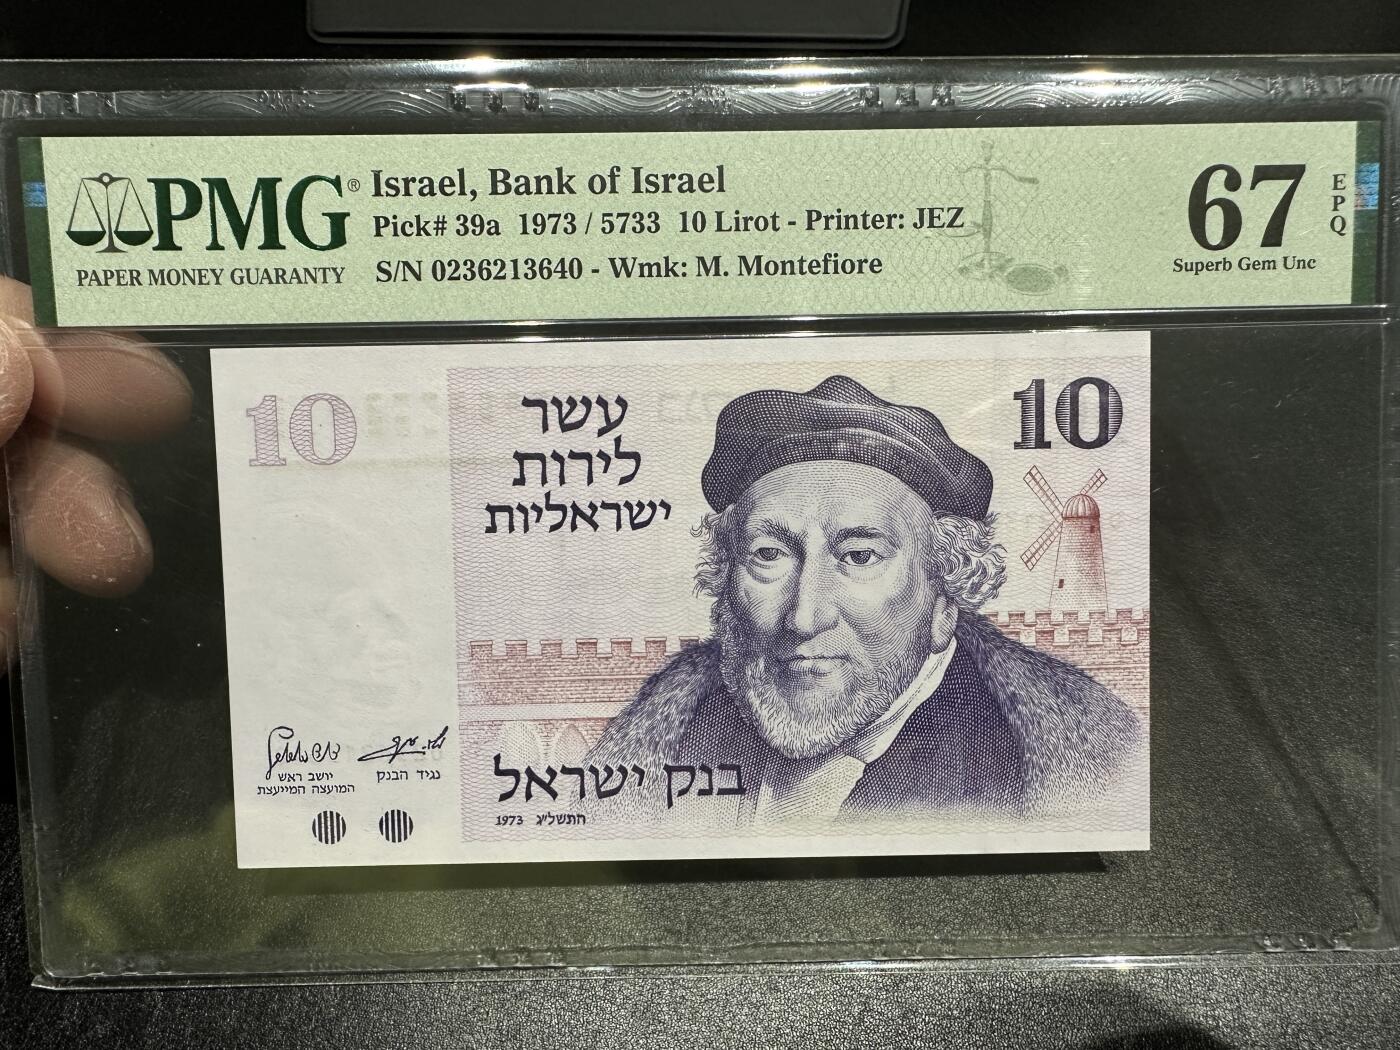 PMG®
PAPER MONEY GUARANTY
Israel, Bank of Israel
Pick# 39a 1973 / 5733 10 Lirot - Printer: JEZ
S/N 0236213640 - Wmk: M. Montefiore
67
EPQ
Superb Gem Unc
10
עשר
לירות
ישראליות
10
נגיד הבנק
יושב ראש
המועצה המייעצת
בנק ישראל
1973 התשל״ג